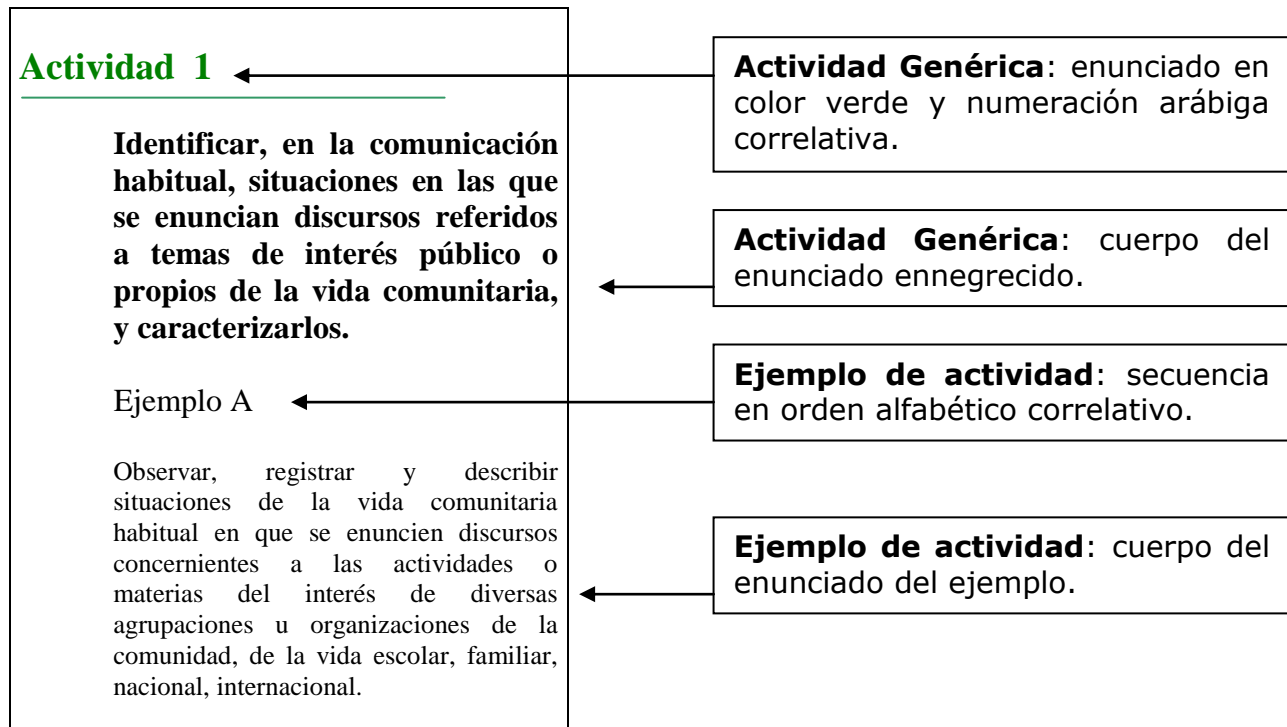 Actividad 1
Identificar, en la comunicación
habitual, situaciones en las que
se enuncian discursos referidos
a temas de interés público o
propios de la vida comunitaria,
y caracterizarlos.
Ejemplo A
Observar, registrar y describir
situaciones de la vida comunitaria
habitual en que se enuncien discursos
concernientes a las actividades o
materias del interés de diversas
agrupaciones u organizaciones de la
comunidad, de la vida escolar, familiar,
nacional, internacional.
Actividad Genérica: enunciado en
color verde y numeración arábiga
correlativa.
Actividad Genérica: cuerpo del
enunciado ennegrecido.
Ejemplo de actividad: secuencia
en orden alfabético correlativo.
Ejemplo de actividad: cuerpo del
enunciado del ejemplo.